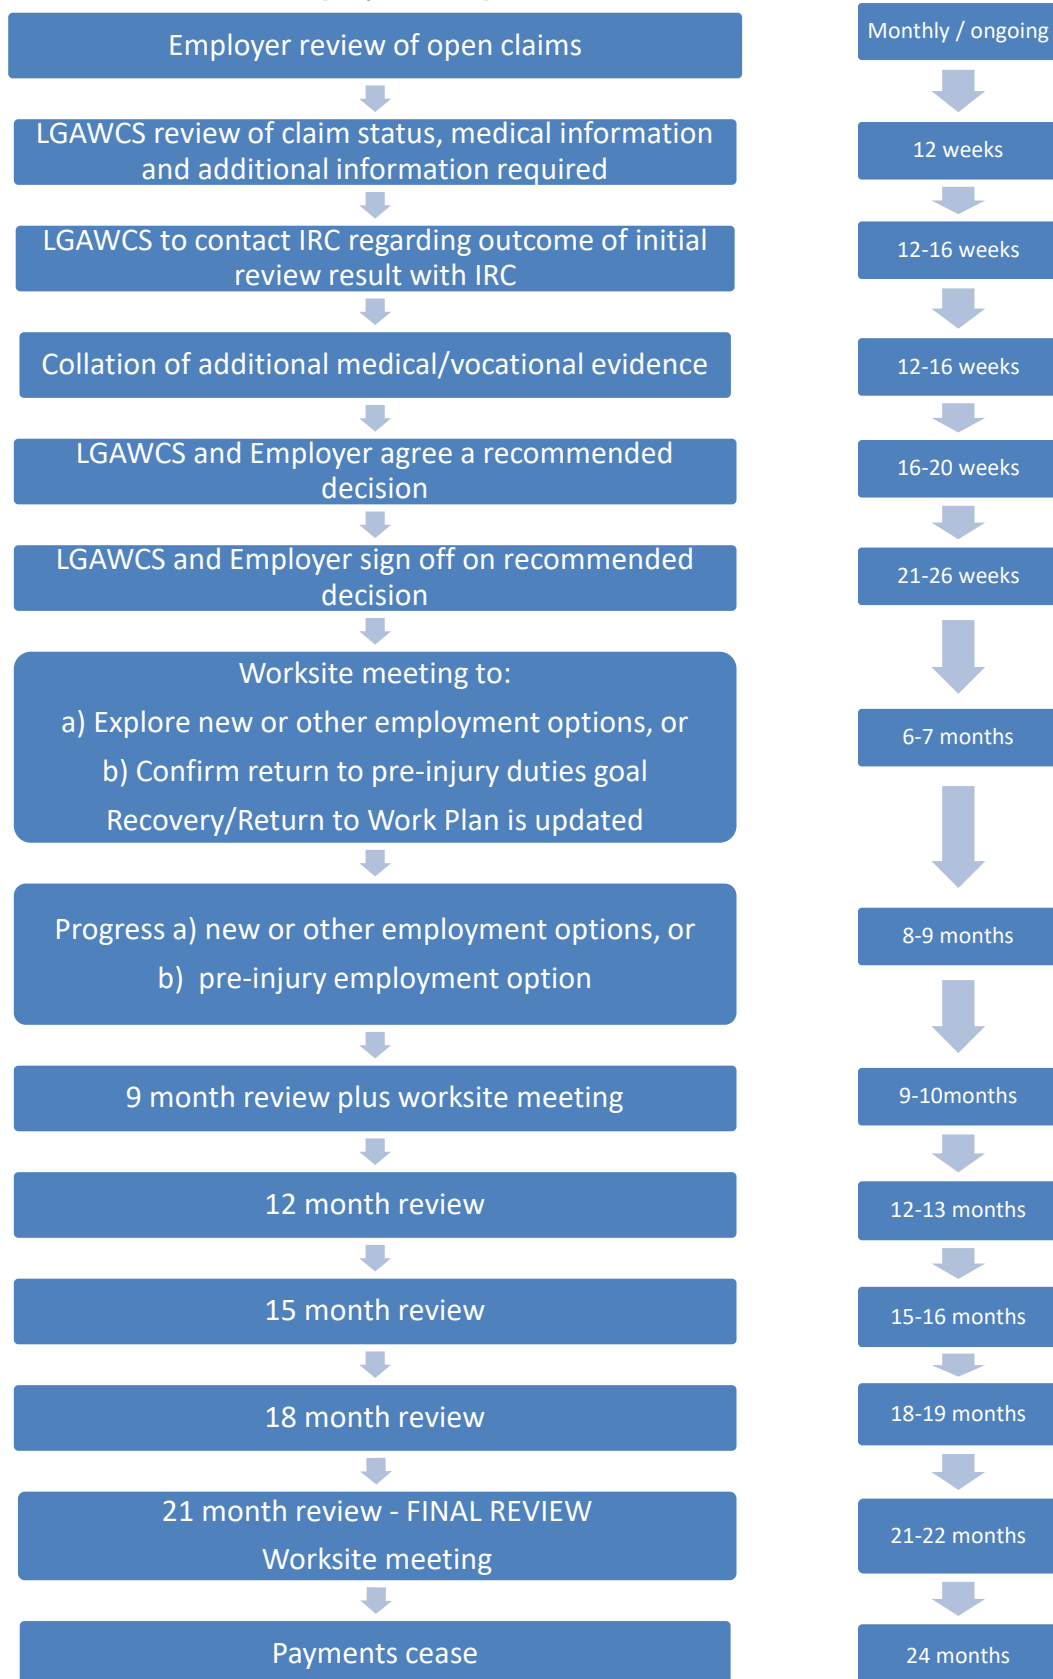 Employer review of open claims
Monthly / ongoing
LGAWCS review of claim status, medical information
and additional information required
12 weeks
LGAWCS to contact IRC regarding outcome of initial
review result with IRC
12-16 weeks
Collation of additional medical/vocational evidence
12-16 weeks
LGAWCS and Employer agree a recommended
decision
16-20 weeks
LGAWCS and Employer sign off on recommended
decision
21-26 weeks
Worksite meeting to:
a) Explore new or other employment options, or
b) Confirm return to pre-injury duties goal
Recovery/Return to Work Plan is updated
6-7 months
Progress a) new or other employment options, or
b) pre-injury employment option
8-9 months
9 month review plus worksite meeting
9-10months
12 month review
12-13 months
15 month review
15-16 months
18 month review
18-19 months
21 month review - FINAL REVIEW
Worksite meeting
21-22 months
Payments cease
24 months